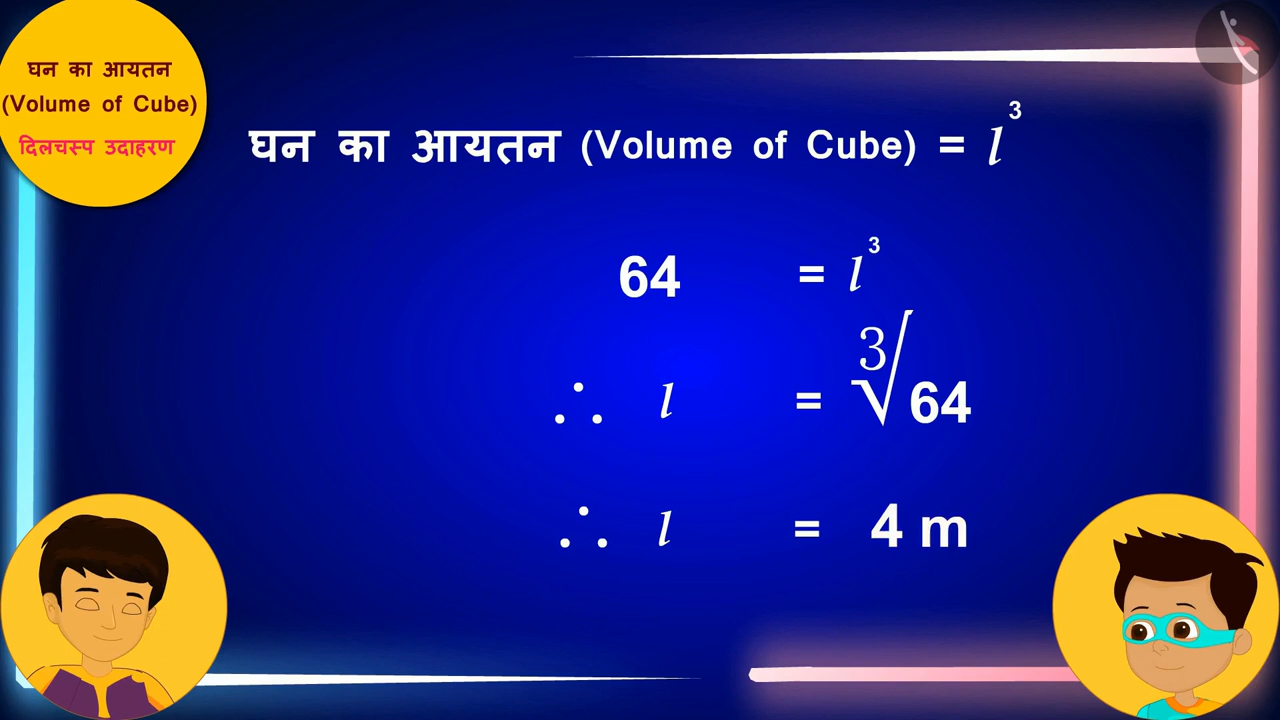 घन का आयतन
(Volume of Cube)
दिलचस्प उदाहरण
घन का आयतन (Volume of Cube) = l³
64 = l³
∴ l = ∛64
∴ l = 4 m